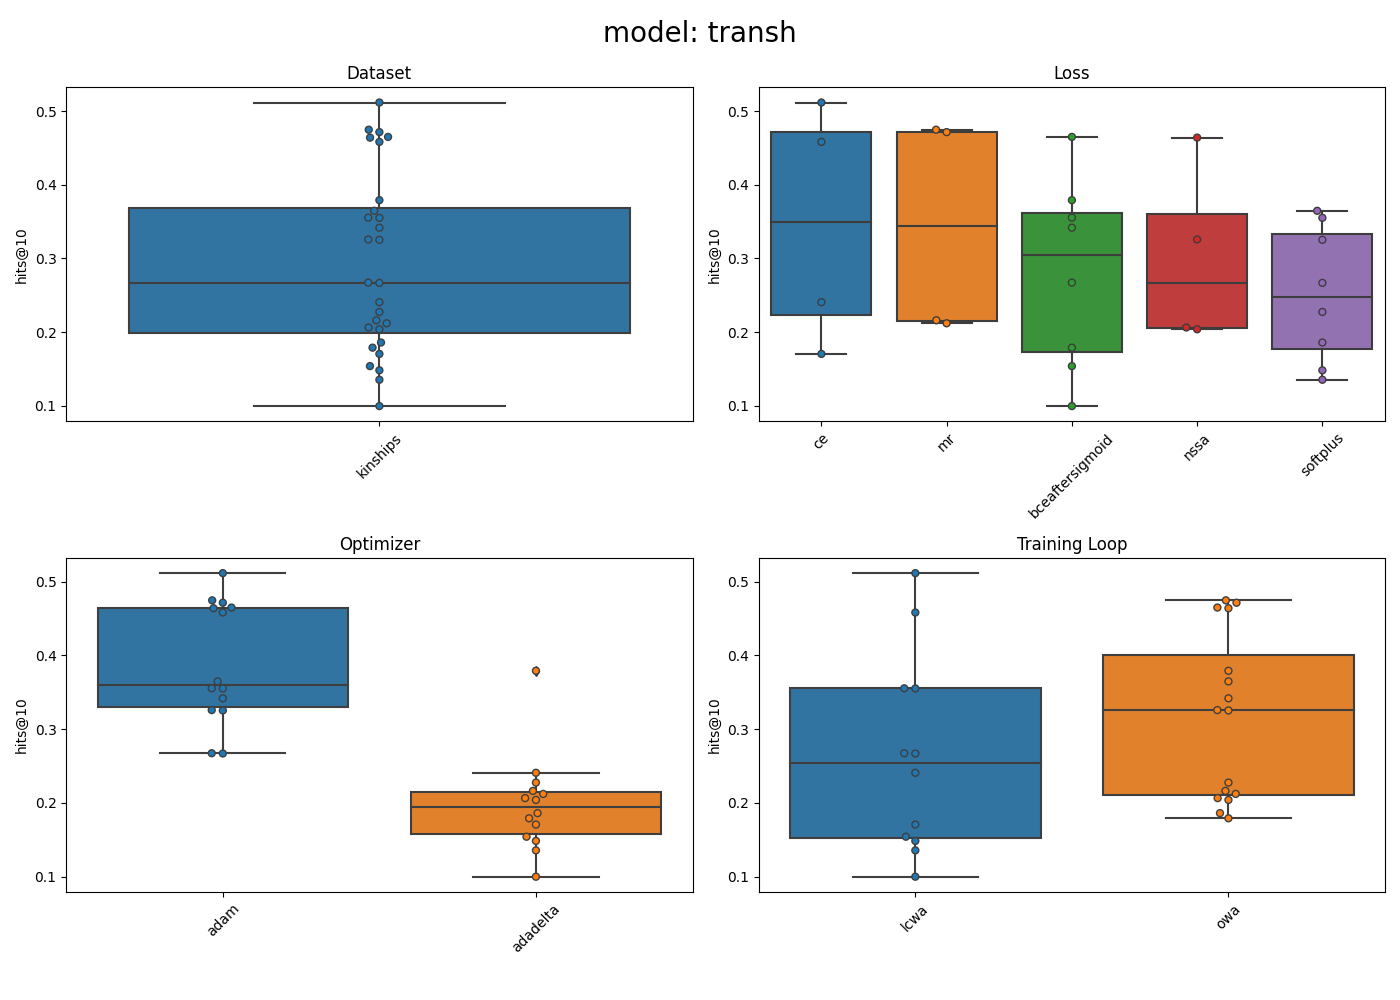 model: transh
Dataset
hits@10
0.5
0.4
0.3
0.2
0.1
kinships
Loss
hits@10
0.5
0.4
0.3
0.2
0.1
ce
mr
bceaftersigmoid
nssa
softplus
Optimizer
hits@10
0.5
0.4
0.3
0.2
0.1
adam
adadelta
Training Loop
hits@10
0.5
0.4
0.3
0.2
0.1
lcwa
owa